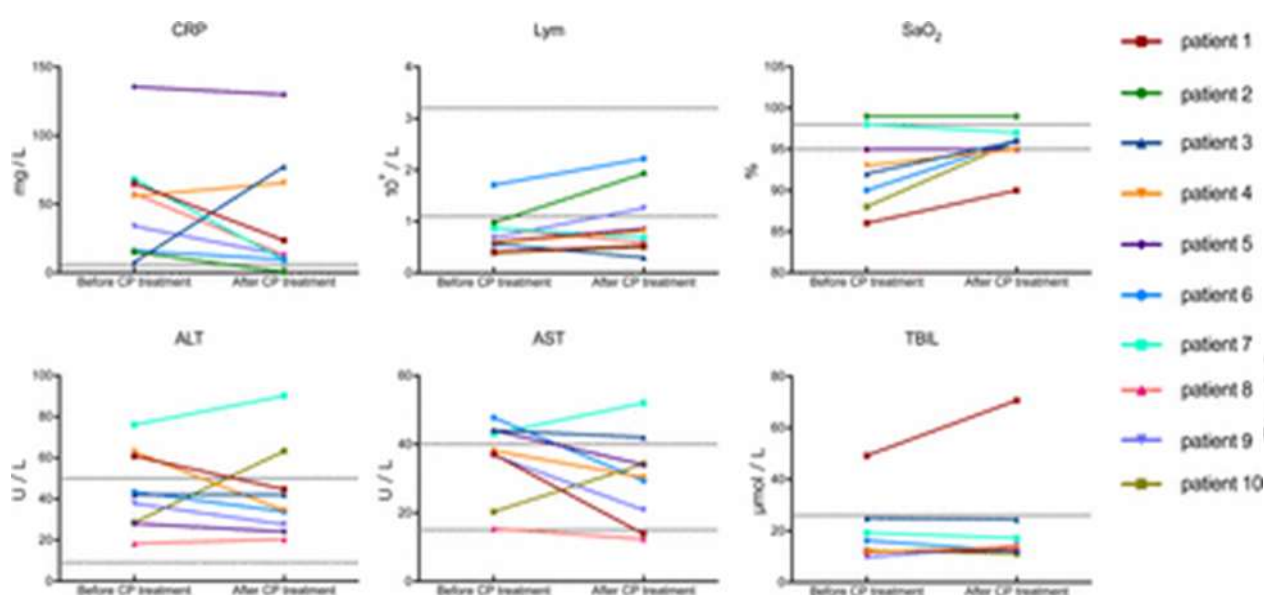 CRP
150
100
50
0
mg / L
Before CP treatment After CP treatment
Lym
4
3
2
1
0
/ L
Before CP treatment After CP treatment
SaO₂
105
100
95
90
85
80
%
Before CP treatment After CP treatment
patient 1
patient 2
patient 3
patient 4
patient 5
patient 6
patient 7
patient 8
patient 9
patient 10
ALT
100
80
60
40
20
0
U / L
Before CP treatment After CP treatment
AST
60
40
20
0
U / L
Before CP treatment After CP treatment
TBIL
80
60
40
20
0
μmol / L
Before CP treatment After CP treatment